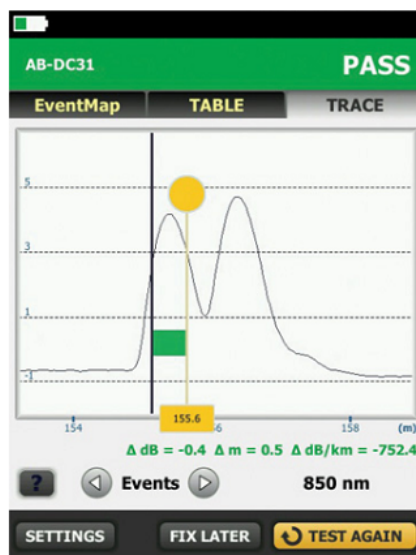 AB-DC31 PASS
EventMap TABLE TRACE
5
3
1
-1
155.6
154 56 158 (m)
Δ dB = -0.4 Δ m = 0.5 Δ dB/km = -752.4
? Events 850 nm
SETTINGS FIX LATER TEST AGAIN